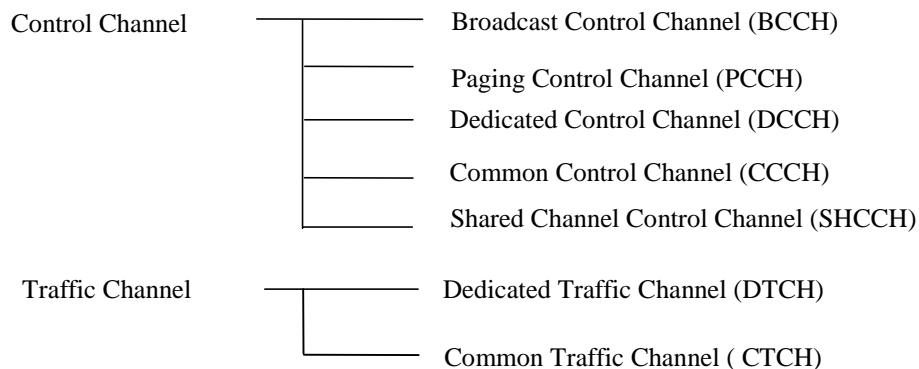 Control Channel
Broadcast Control Channel (BCCH)
Paging Control Channel (PCCH)
Dedicated Control Channel (DCCH)
Common Control Channel (CCCH)
Shared Channel Control Channel (SHCCH)
Traffic Channel
Dedicated Traffic Channel (DTCH)
Common Traffic Channel ( CTCH)